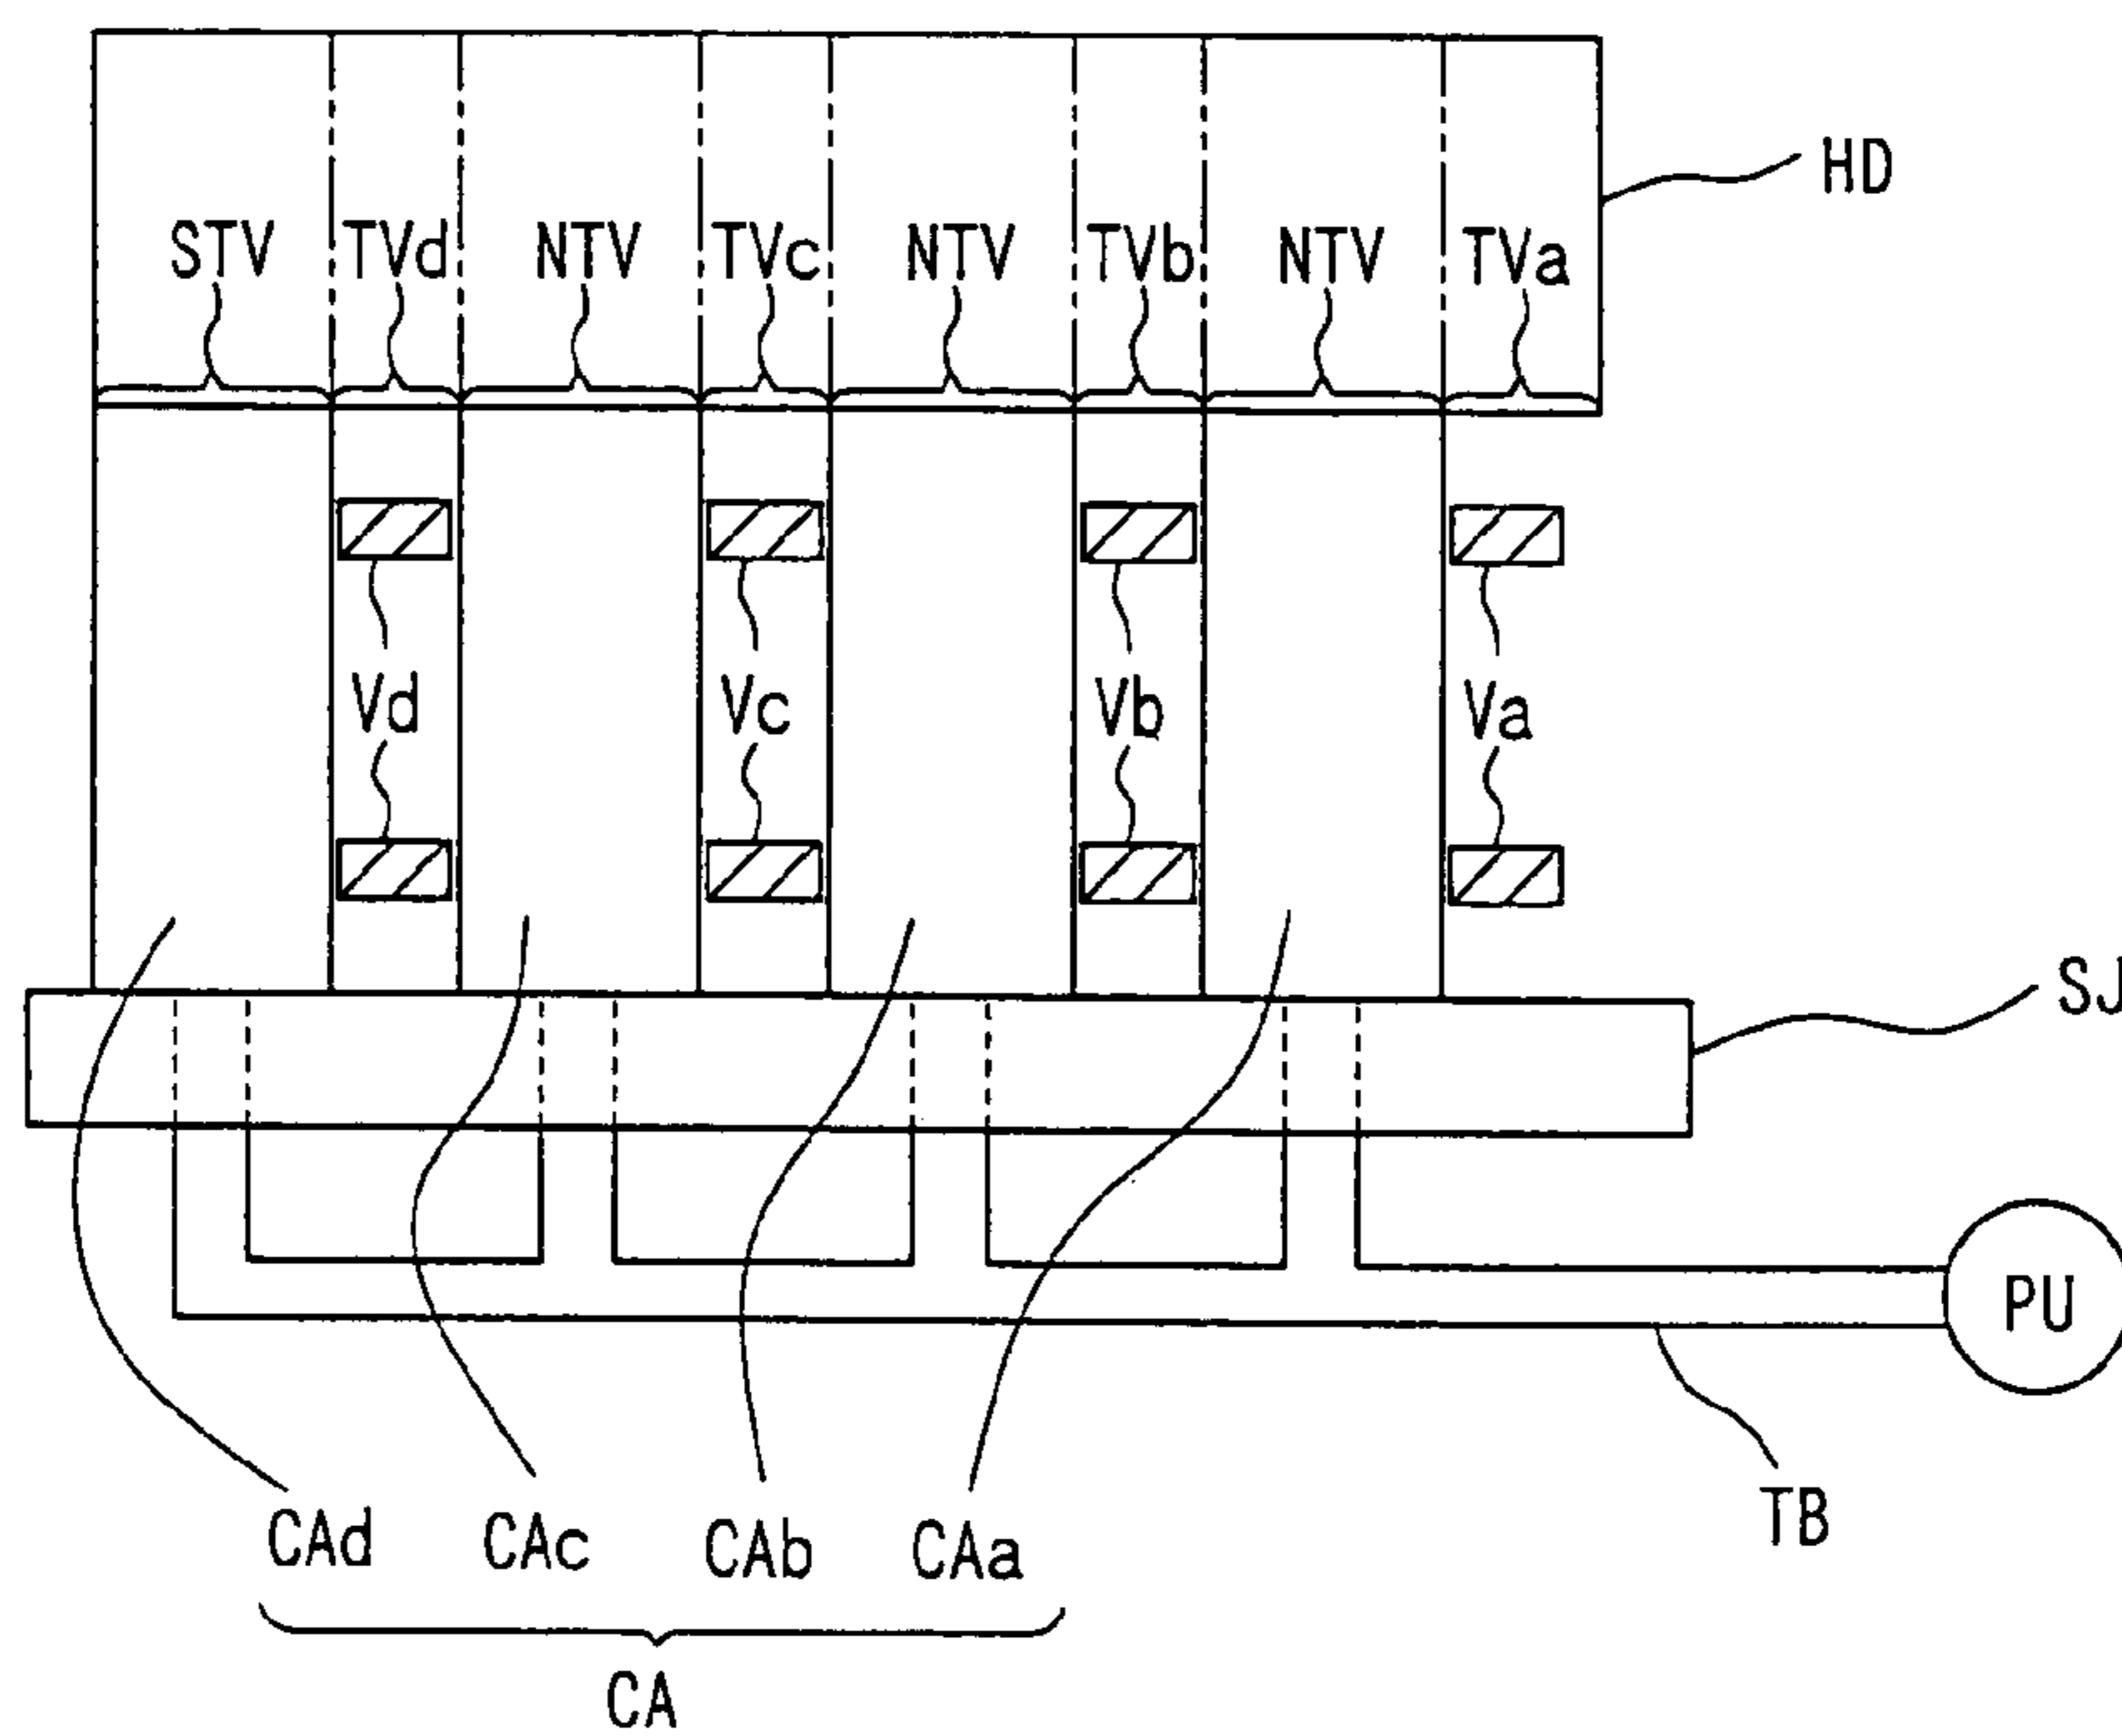 HD
STV TVd NTV TVc NTV TVb NTV TVa
Vd Vc Vb Va
SJ
PU
TB
CAd CAc CAb CAa
CA